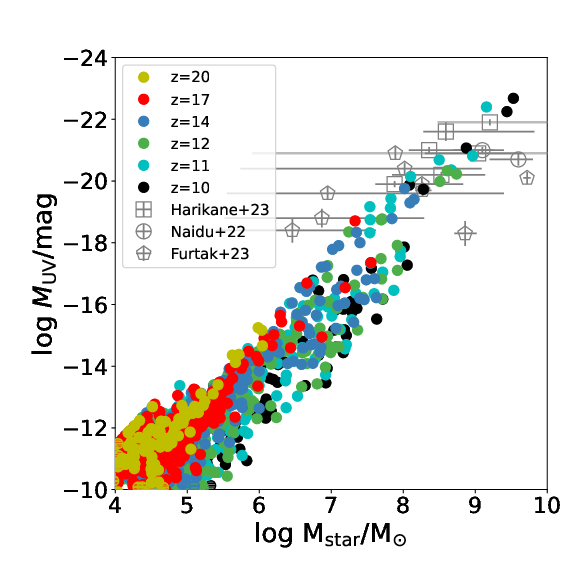 −24
−22
−20
−18
−16
−14
−12
−10
log M_UV/mag
z=20
z=17
z=14
z=12
z=11
z=10
Harikane+23
Naidu+22
Furtak+23
4 5 6 7 8 9 10
log M_star/M_⊙